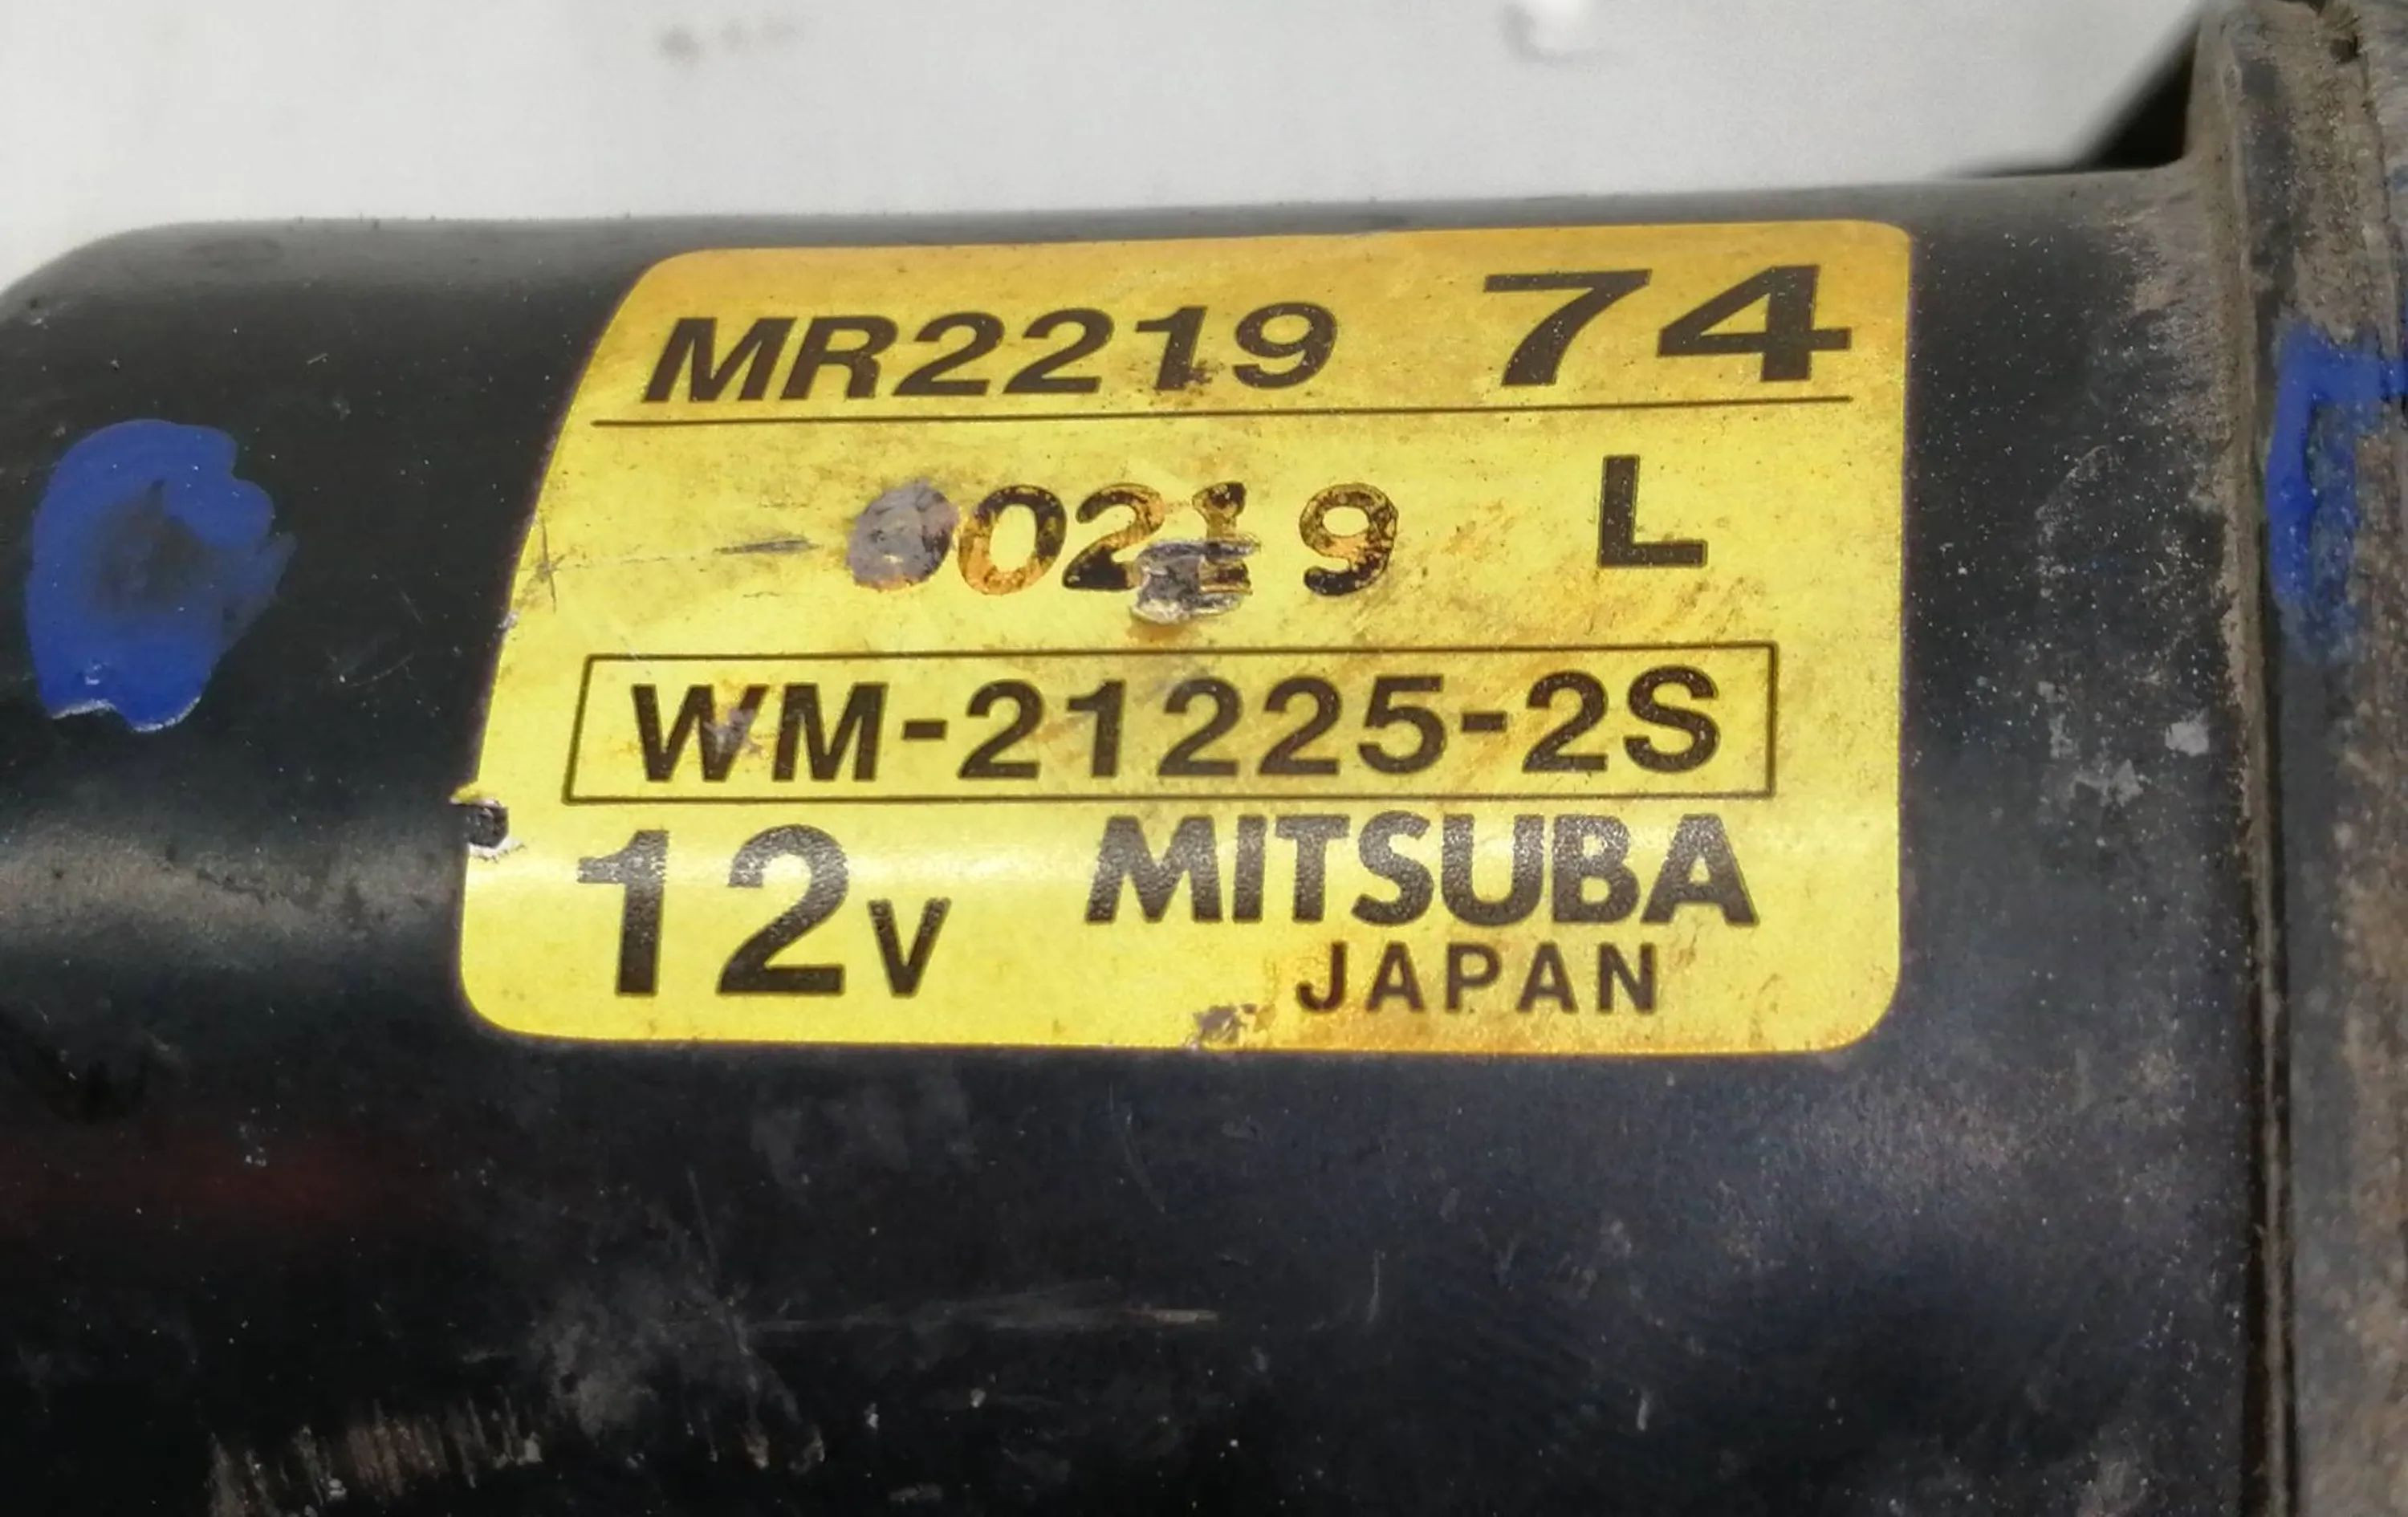 MR2219 74
0219 L
WM-21225-2S
12V MITSUBA
JAPAN